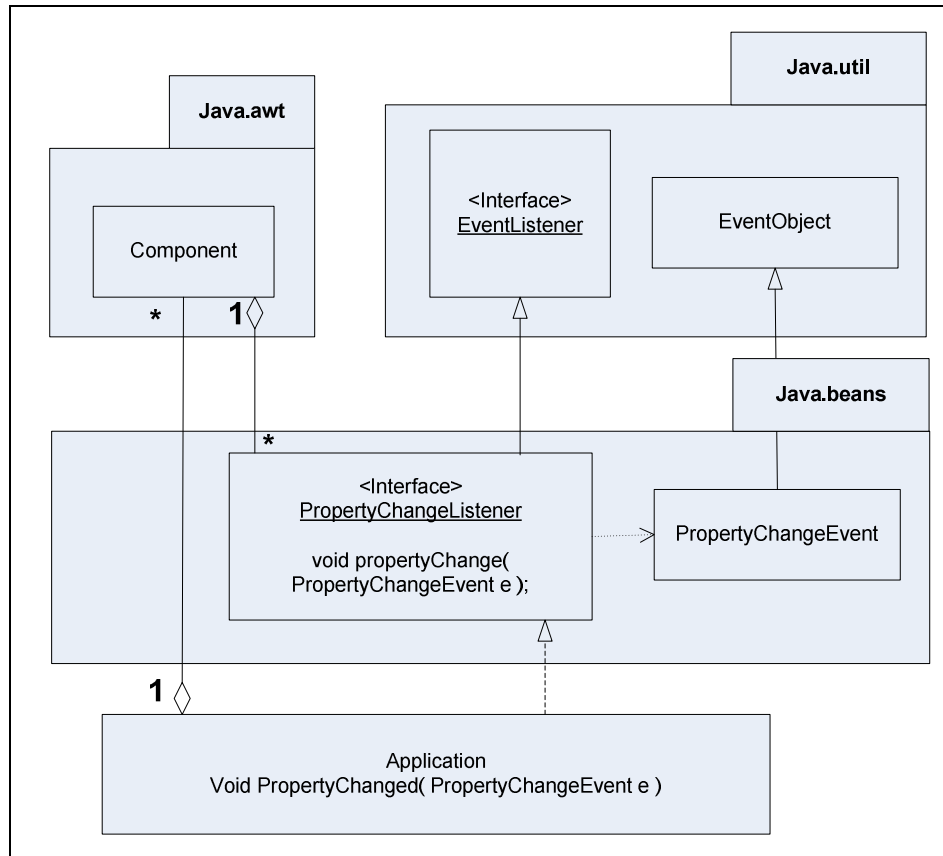 Java.util
Java.awt
<Interface>
EventListener
EventObject
Component
*
1
Java.beans
*
<Interface>
PropertyChangeListener
void propertyChange(
PropertyChangeEvent e );
PropertyChangeEvent
1
Application
Void PropertyChanged( PropertyChangeEvent e )